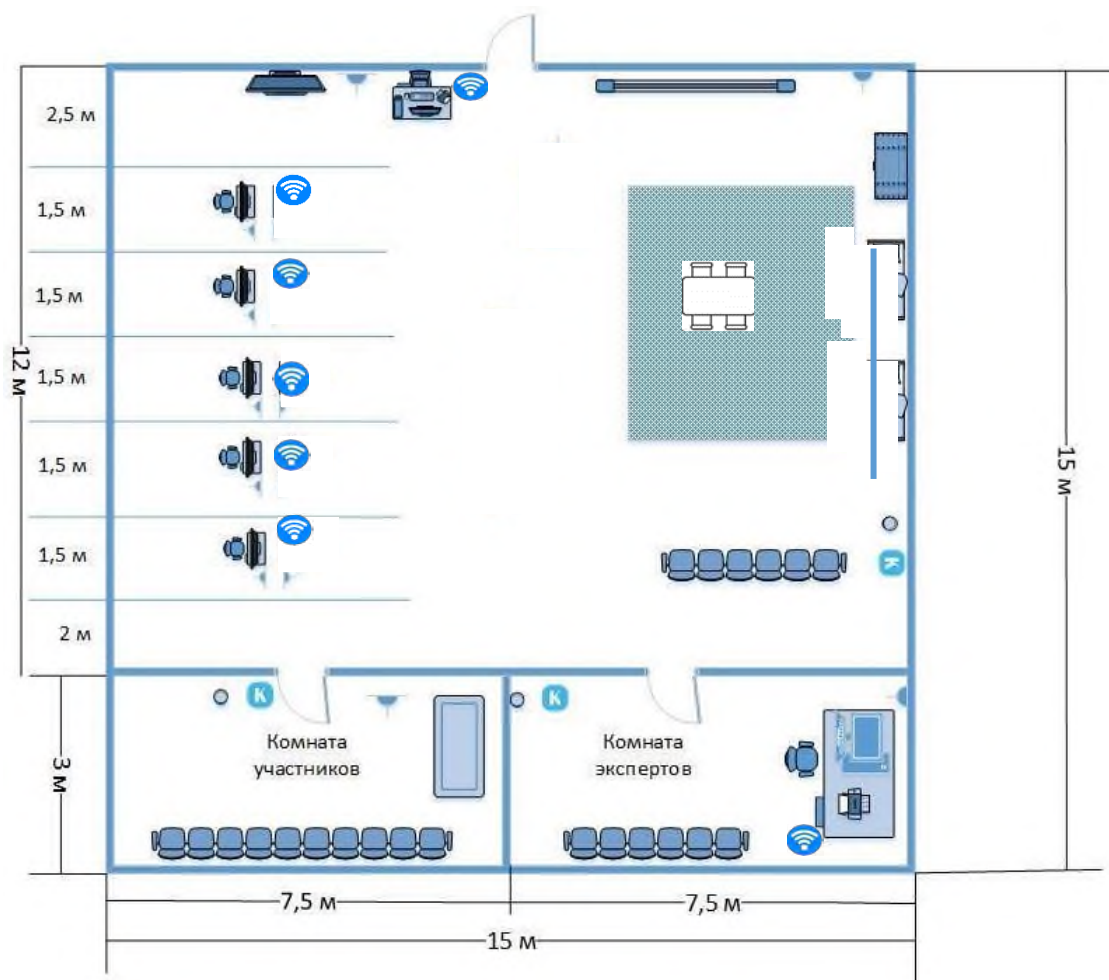 2,5 м
1,5 м
1,5 м
12 м
1,5 м
1,5 м
15 м
1,5 м
K
2 м
K
K
Комната
участников
Комната
экспертов
3 м
7,5 м
7,5 м
15 м